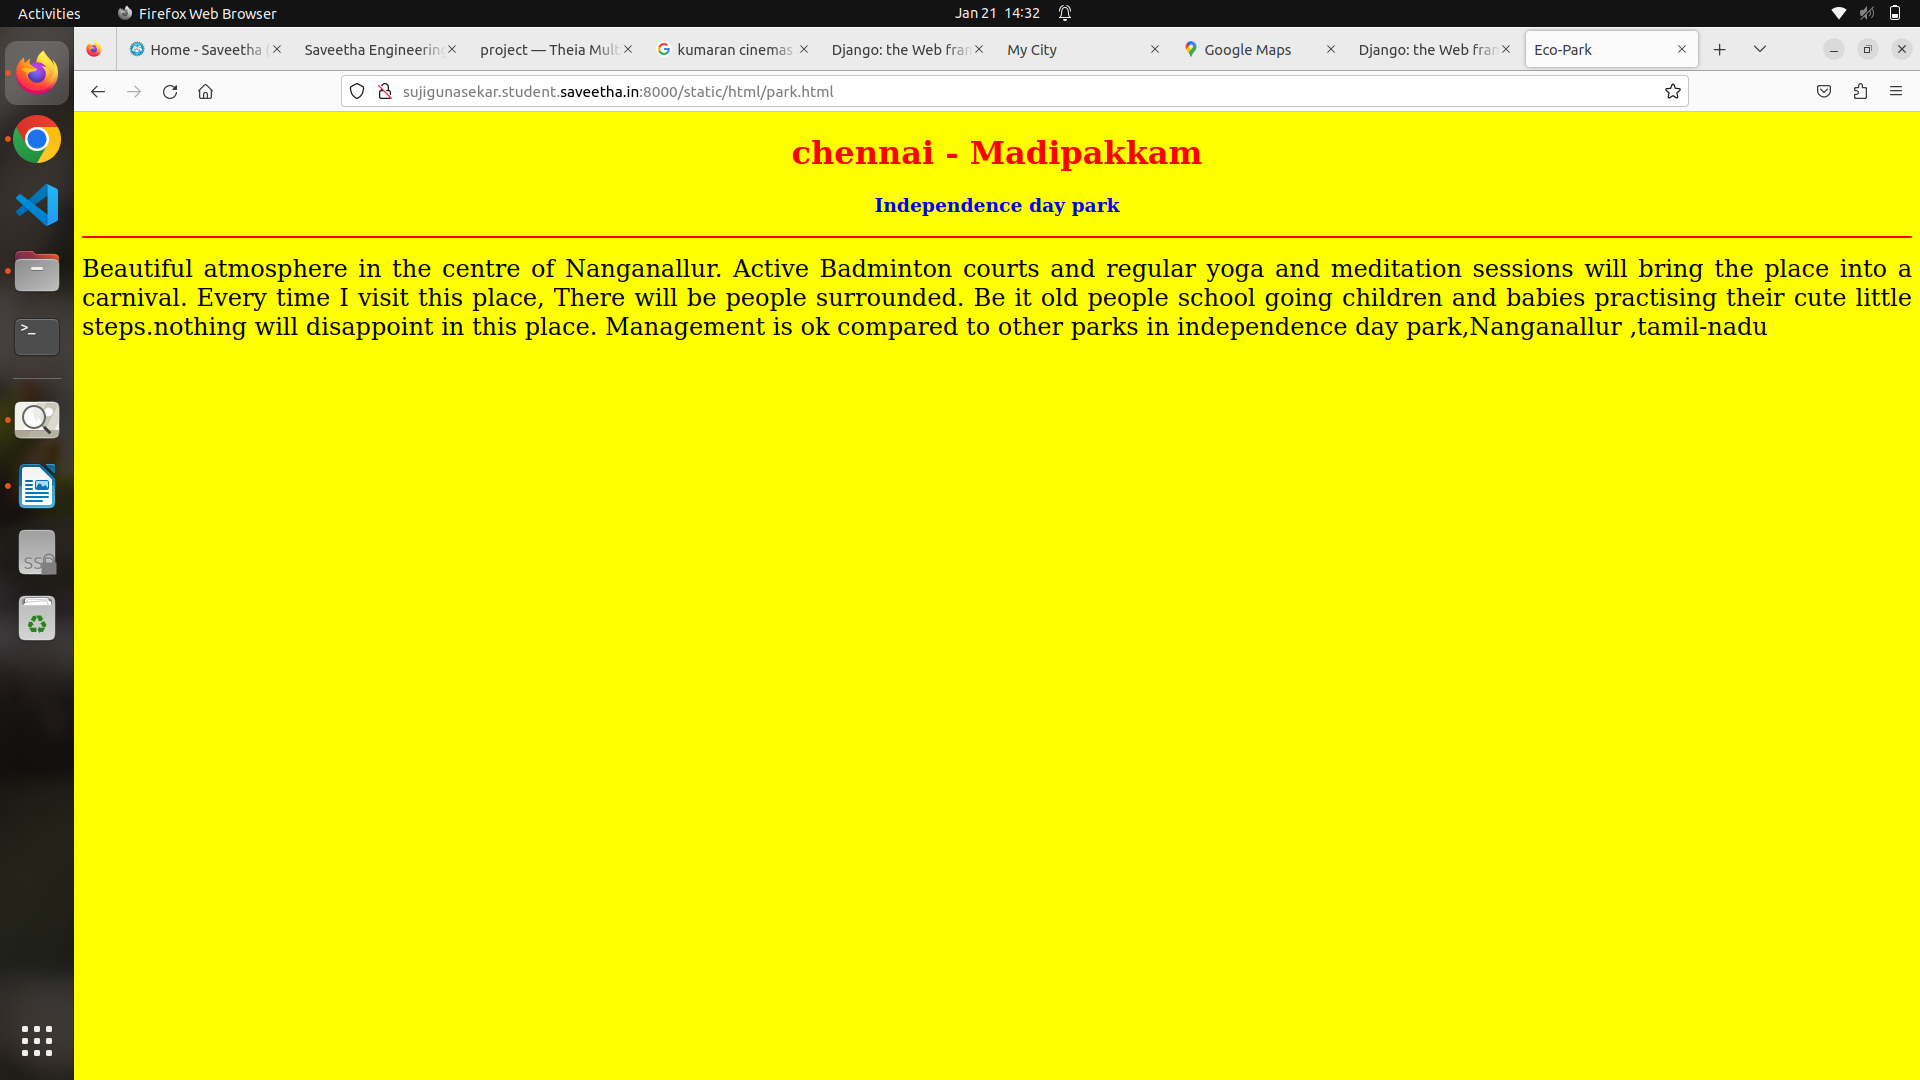 Activities Firefox Web Browser Jan 21 14:32
Home - Saveetha ( Saveetha Engineering project — Theia Mult kumaran cinemas Django: the Web fran My City Google Maps Django: the Web fran Eco-Park
sujigunasekar.student.saveetha.in:8000/static/html/park.html
chennai - Madipakkam
Independence day park
Beautiful atmosphere in the centre of Nanganallur. Active Badminton courts and regular yoga and meditation sessions will bring the place into a
carnival. Every time I visit this place, There will be people surrounded. Be it old people school going children and babies practising their cute little
steps.nothing will disappoint in this place. Management is ok compared to other parks in independence day park,Nanganallur ,tamil-nadu
>_